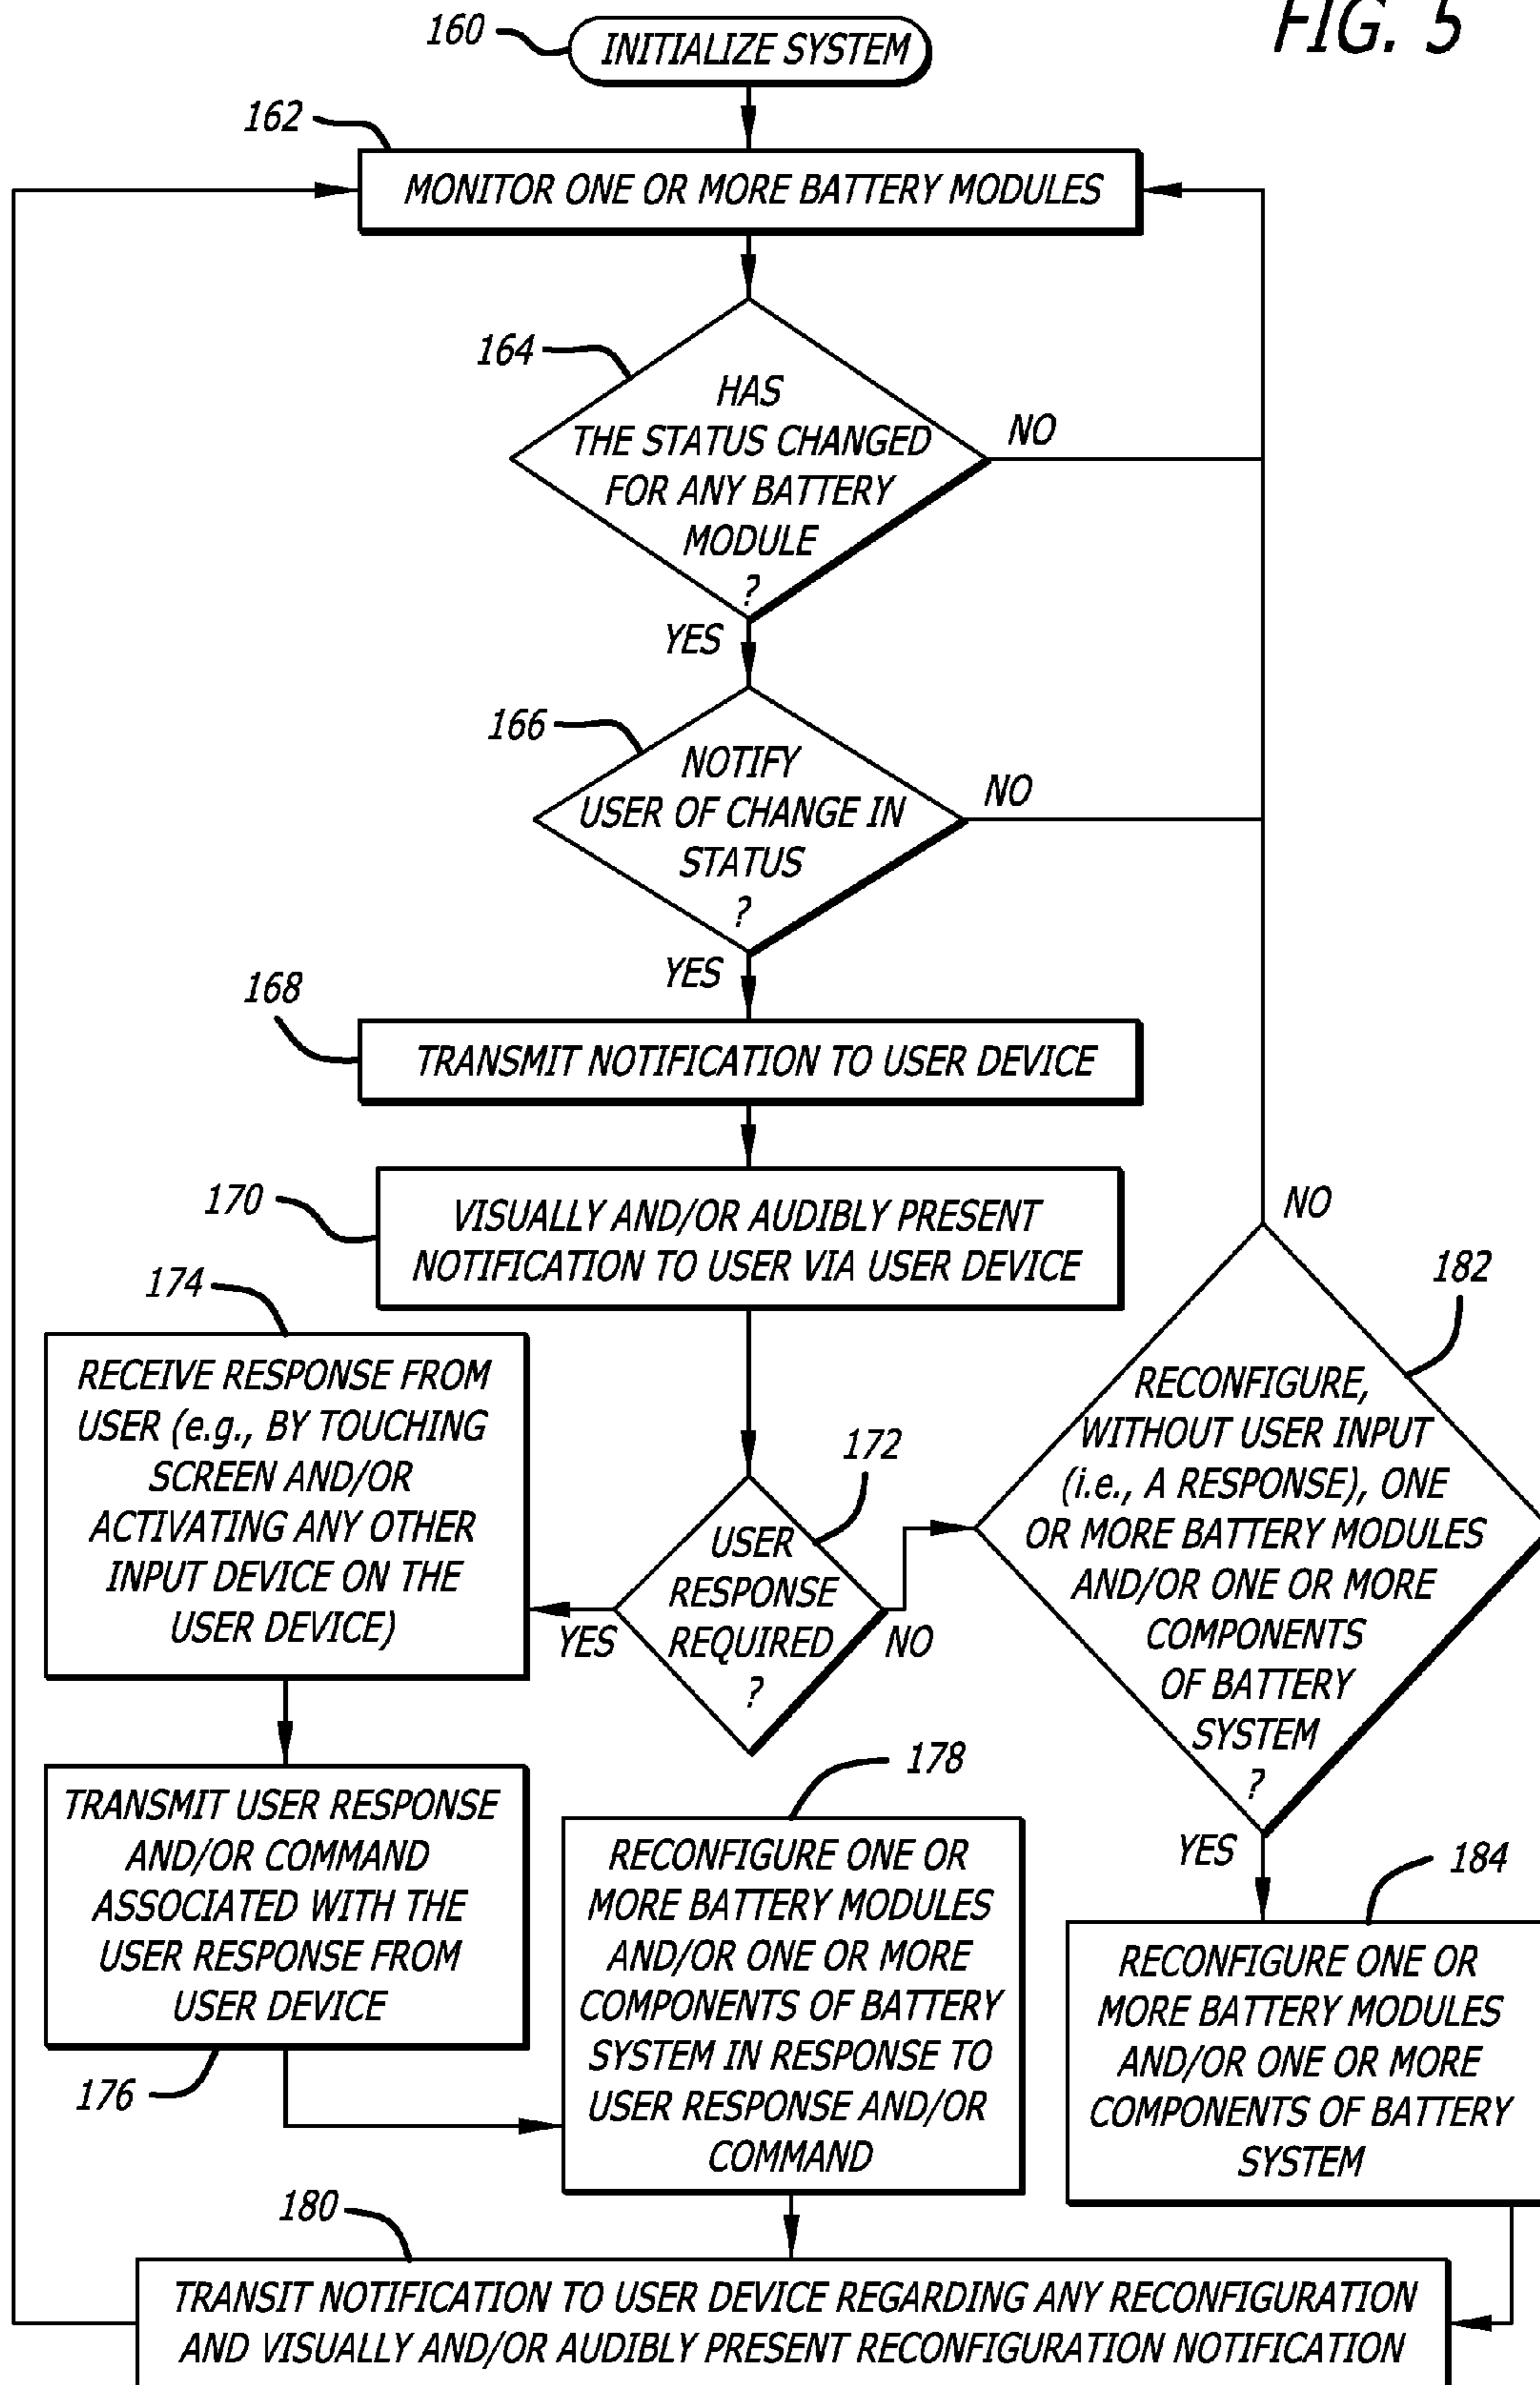 FIG. 5
160
INITIALIZE SYSTEM
162
MONITOR ONE OR MORE BATTERY MODULES
164
HAS
THE STATUS CHANGED
FOR ANY BATTERY
MODULE
?
NO
YES
166
NOTIFY
USER OF CHANGE IN
STATUS
?
NO
YES
168
TRANSMIT NOTIFICATION TO USER DEVICE
170
VISUALLY AND/OR AUDIBLY PRESENT
NOTIFICATION TO USER VIA USER DEVICE
174
RECEIVE RESPONSE FROM
USER (e.g., BY TOUCHING
SCREEN AND/OR
ACTIVATING ANY OTHER
INPUT DEVICE ON THE
USER DEVICE)
172
USER
RESPONSE
REQUIRED
?
YES
NO
NO
182
RECONFIGURE,
WITHOUT USER INPUT
(i.e., A RESPONSE), ONE
OR MORE BATTERY MODULES
AND/OR ONE OR MORE
COMPONENTS
OF BATTERY
SYSTEM
?
YES
TRANSMIT USER RESPONSE
AND/OR COMMAND
ASSOCIATED WITH THE
USER RESPONSE FROM
USER DEVICE
176
178
RECONFIGURE ONE OR
MORE BATTERY MODULES
AND/OR ONE OR MORE
COMPONENTS OF BATTERY
SYSTEM IN RESPONSE TO
USER RESPONSE AND/OR
COMMAND
184
RECONFIGURE ONE OR
MORE BATTERY MODULES
AND/OR ONE OR MORE
COMPONENTS OF BATTERY
SYSTEM
180
TRANSIT NOTIFICATION TO USER DEVICE REGARDING ANY RECONFIGURATION
AND VISUALLY AND/OR AUDIBLY PRESENT RECONFIGURATION NOTIFICATION